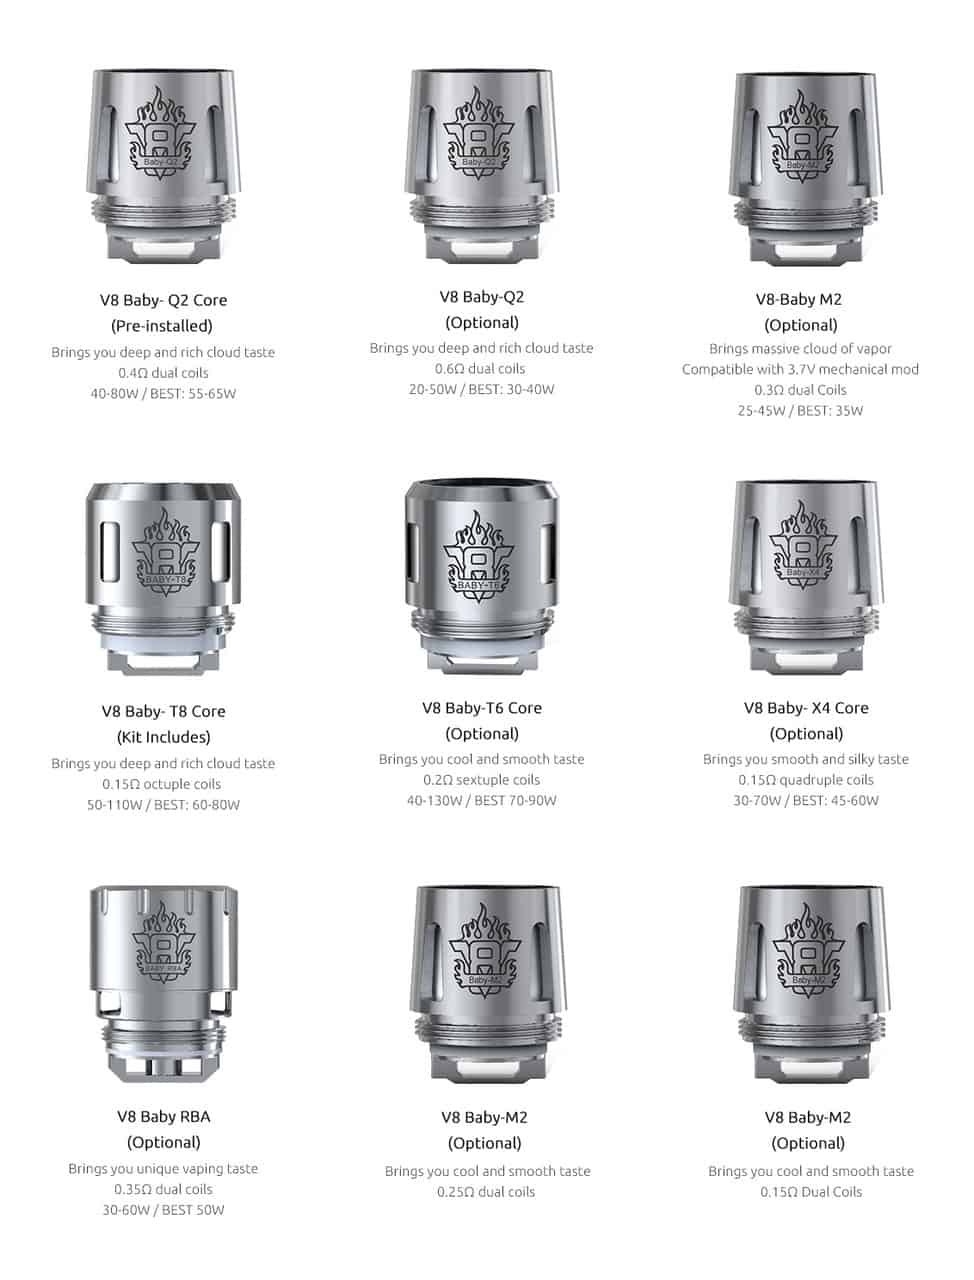 Baby-Q2
V8 Baby- Q2 Core
(Pre-installed)
Brings you deep and rich cloud taste
0.4Ω dual coils
40-80W / BEST: 55-65W
Baby-Q2
V8 Baby-Q2
(Optional)
Brings you deep and rich cloud taste
0.6Ω dual coils
20-50W / BEST: 30-40W
Baby-M2
V8-Baby M2
(Optional)
Brings massive cloud of vapor
Compatible with 3.7V mechanical mod
0.3Ω dual Coils
25-45W / BEST: 35W
BABY-T8
V8 Baby- T8 Core
(Kit Includes)
Brings you deep and rich cloud taste
0.15Ω octuple coils
50-110W / BEST: 60-80W
BABY-T6
V8 Baby-T6 Core
(Optional)
Brings you cool and smooth taste
0.2Ω sextuple coils
40-130W / BEST 70-90W
Baby-X4
V8 Baby- X4 Core
(Optional)
Brings you smooth and silky taste
0.15Ω quadruple coils
30-70W / BEST: 45-60W
BABY-RBA
V8 Baby RBA
(Optional)
Brings you unique vaping taste
0.35Ω dual coils
30-60W / BEST 50W
Baby-M2
V8 Baby-M2
(Optional)
Brings you cool and smooth taste
0.25Ω dual coils
Baby-M2
V8 Baby-M2
(Optional)
Brings you cool and smooth taste
0.15Ω Dual Coils